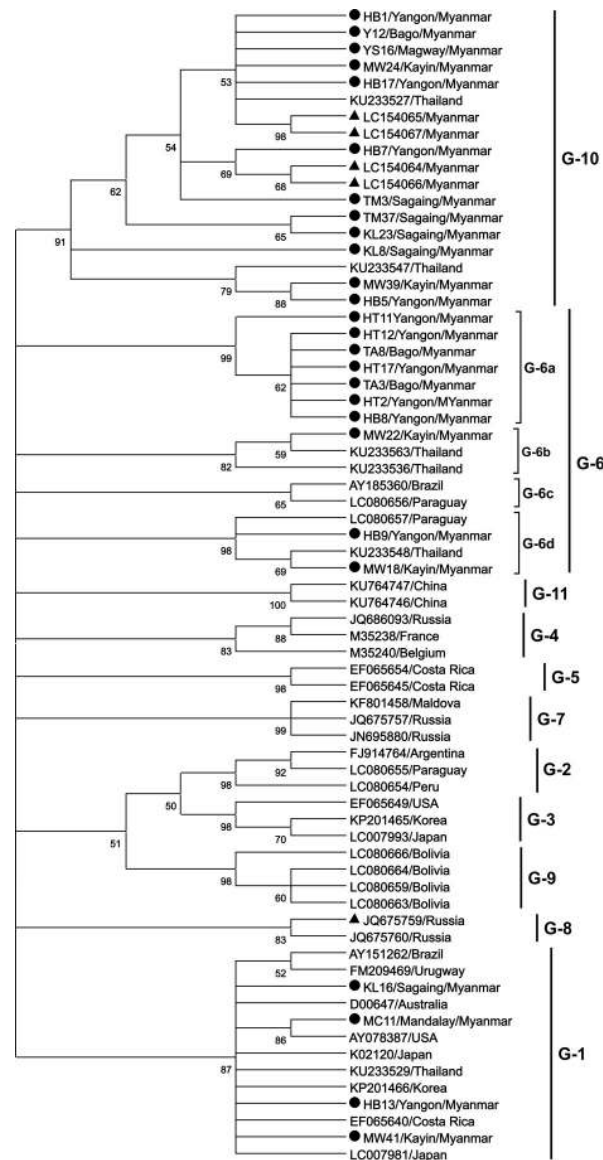 HB1/Yangon/Myanmar
Y12/Bago/Myanmar
YS16/Magway/Myanmar
MW24/Kayin/Myanmar
53
HB17/Yangon/Myanmar
KU233527/Thailand
LC154065/Myanmar
98
LC154067/Myanmar
54
HB7/Yangon/Myanmar
G-10
LC154064/Myanmar
69
68
LC154066/Myanmar
62
TM3/Sagaing/Myanmar
TM37/Sagaing/Myanmar
65
KL23/Sagaing/Myanmar
91
KL8/Sagaing/Myanmar
KU233547/Thailand
79
MW39/Kayin/Myanmar
88
HB5/Yangon/Myanmar
HT11Yangon/Myanmar
HT12/Yangon/Myanmar
99
TA8/Bago/Myanmar
G-6a
HT17/Yangon/Myanmar
62
TA3/Bago/Myanmar
HT2/Yangon/MYanmar
HB8/Yangon/Myanmar
MW22/Kayin/Myanmar
59
KU233563/Thailand
G-6b
82
KU233536/Thailand
G-6
AY185360/Brazil
G-6c
65
LC080656/Paraguay
LC080657/Paraguay
HB9/Yangon/Myanmar
G-6d
98
KU233548/Thailand
69
MW18/Kayin/Myanmar
KU764747/China
G-11
100
KU764746/China
JQ686093/Russia
88
M35238/France
G-4
83
M35240/Belgium
EF065654/Costa Rica
G-5
98
EF065645/Costa Rica
KF801458/Maldova
JQ675757/Russia
G-7
99
JN695880/Russia
FJ914764/Argentina
92
LC080655/Paraguay
G-2
98
LC080654/Peru
50
EF065649/USA
98
KP201465/Korea
G-3
70
LC007993/Japan
51
LC080666/Bolivia
LC080664/Bolivia
G-9
98
LC080659/Bolivia
60
LC080663/Bolivia
JQ675759/Russia
G-8
83
JQ675760/Russia
AY151262/Brazil
52
FM209469/Urugway
KL16/Sagaing/Myanmar
D00647/Australia
MC11/Mandalay/Myanmar
86
AY078387/USA
K02120/Japan
G-1
87
KU233529/Thailand
KP201466/Korea
HB13/Yangon/Myanmar
EF065640/Costa Rica
MW41/Kayin/Myanmar
LC007981/Japan